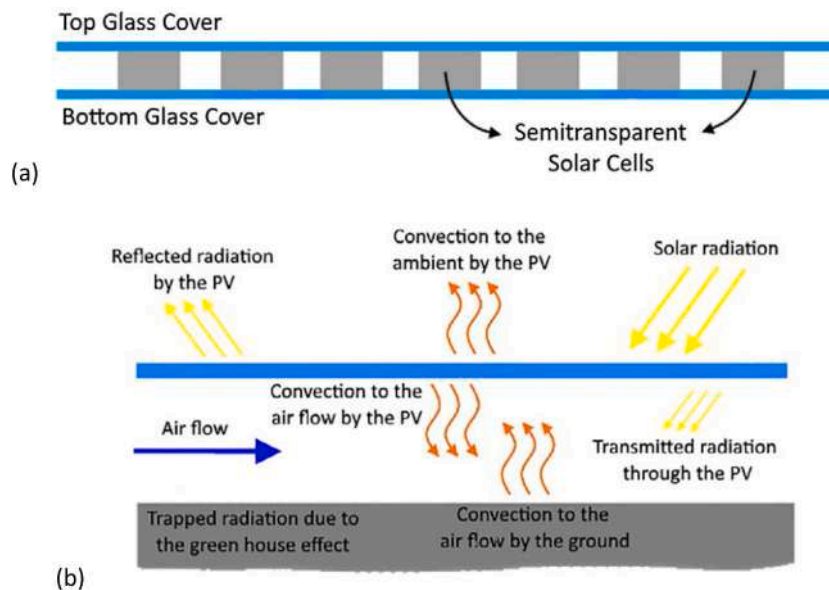 Top Glass Cover
Bottom Glass Cover
Semitransparent
Solar Cells
(a)
Reflected radiation
by the PV
Convection to the
ambient by the PV
Solar radiation
Convection to the
air flow by the PV
Air flow
Transmitted radiation
through the PV
Trapped radiation due to
the green house effect
Convection to the
air flow by the ground
(b)